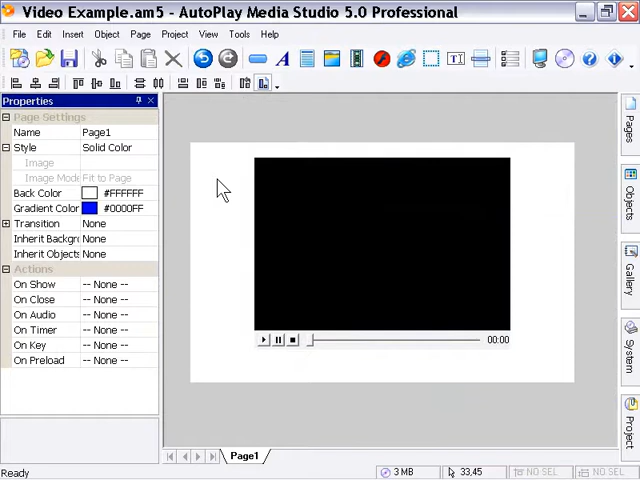 Video Example.am5 - AutoPlay Media Studio 5.0 Professional
File Edit Insert Object Page Project View Tools Help
Properties
Page Settings
Name Page1
Style Solid Color
Image
Image Mode Fit to Page
Back Color #FFFFFF
Gradient Color #0000FF
Transition None
Inherit Backgr None
Inherit Objects None
Actions
On Show -- None --
On Close -- None --
On Audio -- None --
On Timer -- None --
On Key -- None --
On Preload -- None --
00:00
Pages
Objects
Gallery
System
Project
Page1
Ready
3 MB
33,45
NO SEL
NO SEL